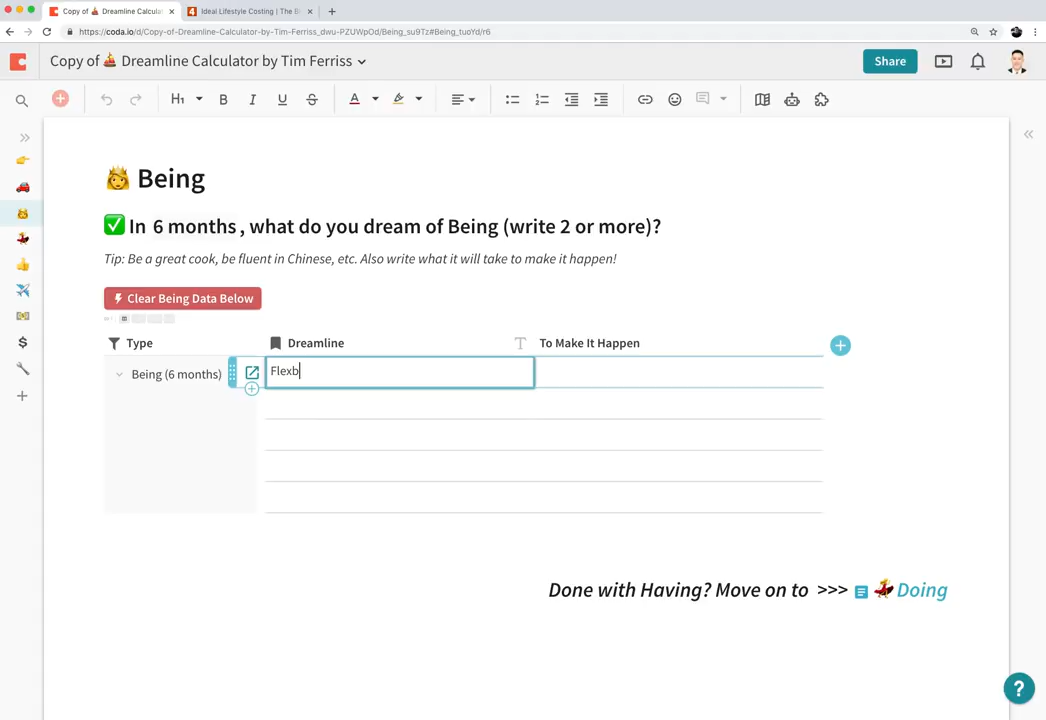 Copy of Dreamline Calcula
Ideal Lifestyle Costing | The B
https://coda.io/d/Copy-of-Dreamline-Calculator-by-Tim-Ferriss_dwu-PZUWpOd/Being_su9Tz#Being_tuoYd/r6
Copy of Dreamline Calculator by Tim Ferriss
Share
H1
B I U S A
Being
In 6 months, what do you dream of Being (write 2 or more)?
Tip: Be a great cook, be fluent in Chinese, etc. Also write what it will take to make it happen!
Clear Being Data Below
Type Dreamline To Make It Happen
Being (6 months) Flexb
Done with Having? Move on to >>> Doing
?